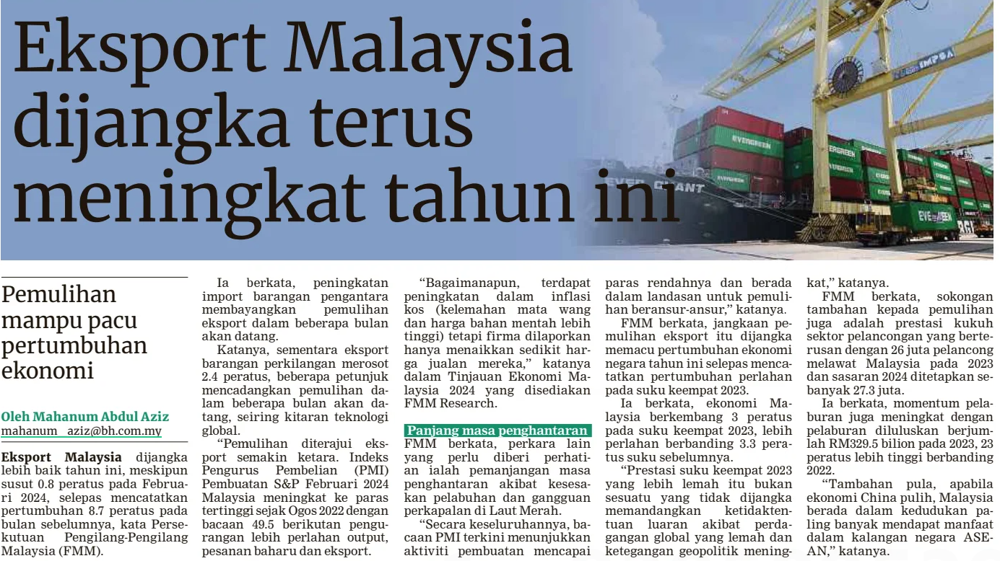 Eksport Malaysia
dijangka terus
meningkat tahun ini
IMPSA
EVERGREEN
EVERGREEN
EVERGREEN
EVERGREEN
EVERGREEN
EVERGREEN
EVER GIANT
EVERGREEN
Pemulihan
mampu pacu
pertumbuhan
ekonomi
Oleh Mahanum Abdul Aziz
mahanum_aziz@bh.com.my
Eksport Malaysia dijangka
lebih baik tahun ini, meskipun
susut 0.8 peratus pada Februa-
ri 2024, selepas mencatatkan
pertumbuhan 8.7 peratus pada
bulan sebelumnya, kata Perse-
kutuan Pengilang-Pengilang
Malaysia (FMM).
Ia berkata, peningkatan
import barangan pengantara
membayangkan pemulihan
eksport dalam beberapa bulan
akan datang.
Katanya, sementara eksport
barangan perkilangan merosot
2.4 peratus, beberapa petunjuk
mencadangkan pemulihan da-
lam beberapa bulan akan da-
tang, seiring kitaran teknologi
global.
“Pemulihan diterajui eks-
port semakin ketara. Indeks
Pengurus Pembelian (PMI)
Pembuatan S&P Februari 2024
Malaysia meningkat ke paras
tertinggi sejak Ogos 2022 dengan
bacaan 49.5 berikutan pengu-
rangan lebih perlahan output,
pesanan baharu dan eksport.
“Bagaimanapun, terdapat
peningkatan dalam inflasi
kos (kelemahan mata wang
dan harga bahan mentah lebih
tinggi) tetapi firma dilaporkan
hanya menaikkan sedikit har-
ga jualan mereka,” katanya
dalam Tinjauan Ekonomi Ma-
laysia 2024 yang disediakan
FMM Research.
Panjang masa penghantaran
FMM berkata, perkara lain
yang perlu diberi perhati-
an ialah pemanjangan masa
penghantaran akibat kesesa-
kan pelabuhan dan gangguan
perkapalan di Laut Merah.
“Secara keseluruhannya, ba-
caan PMI terkini menunjukkan
aktiviti pembuatan mencapai
paras rendahnya dan berada
dalam landasan untuk pemuli-
han beransur-ansur,” katanya.
FMM berkata, jangkaan pe-
mulihan eksport itu dijangka
memacu pertumbuhan ekonomi
negara tahun ini selepas menca-
tatkan pertumbuhan perlahan
pada suku keempat 2023.
Ia berkata, ekonomi Ma-
laysia berkembang 3 peratus
pada suku keempat 2023, lebih
perlahan berbanding 3.3 pera-
tus suku sebelumnya.
“Prestasi suku keempat 2023
yang lebih lemah itu bukan
sesuatu yang tidak dijangka
memandangkan ketidakten-
tuan luaran akibat perda-
gangan global yang lemah dan
ketegangan geopolitik mening-
kat,” katanya.
FMM berkata, sokongan
tambahan kepada pemulihan
juga adalah prestasi kukuh
sektor pelancongan yang berte-
rusan dengan 26 juta pelancong
melawat Malaysia pada 2023
dan sasaran 2024 ditetapkan se-
banyak 27.3 juta.
Ia berkata, momentum pela-
buran juga meningkat dengan
pelaburan diluluskan berjum-
lah RM329.5 bilion pada 2023, 23
peratus lebih tinggi berbanding
2022.
“Tambahan pula, apabila
ekonomi China pulih, Malaysia
berada dalam kedudukan pa-
ling banyak mendapat manfaat
dalam kalangan negara ASE-
AN,” katanya.